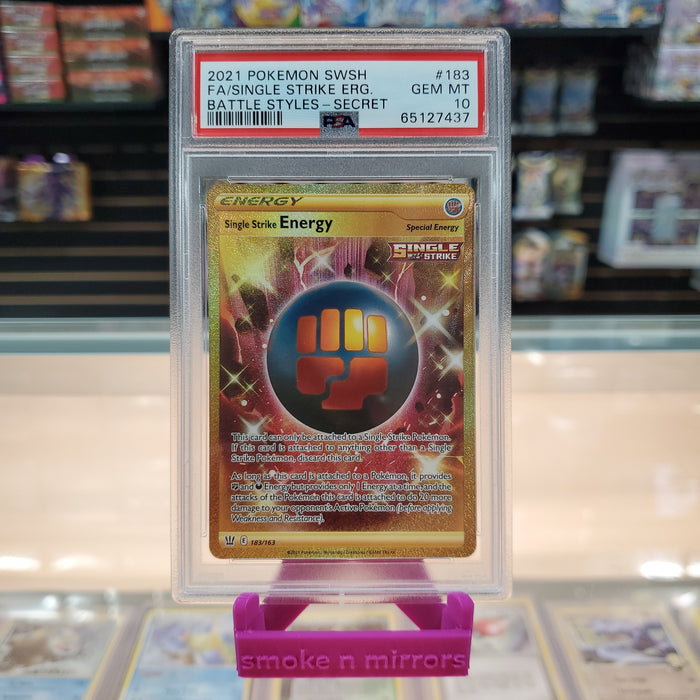 2021 POKEMON SWSH #183
FA/SINGLE STRIKE ERG. GEM MT
BATTLE STYLES–SECRET 10
PSA 65127437
ENERGY
Single Strike Energy Special Energy
SINGLE
STRIKE
This card can only be attached to a Single Strike Pokémon.
If this card is attached to anything other than a Single
Strike Pokémon, discard this card.
As long as this card is attached to a Pokémon, it provides
and Energy but provides only 1 Energy at a time, and the
attacks of the Pokémon this card is attached to do 20 more
damage to your opponent's Active Pokémon (before applying
Weakness and Resistance).
E 183/163
smoke n mirrors